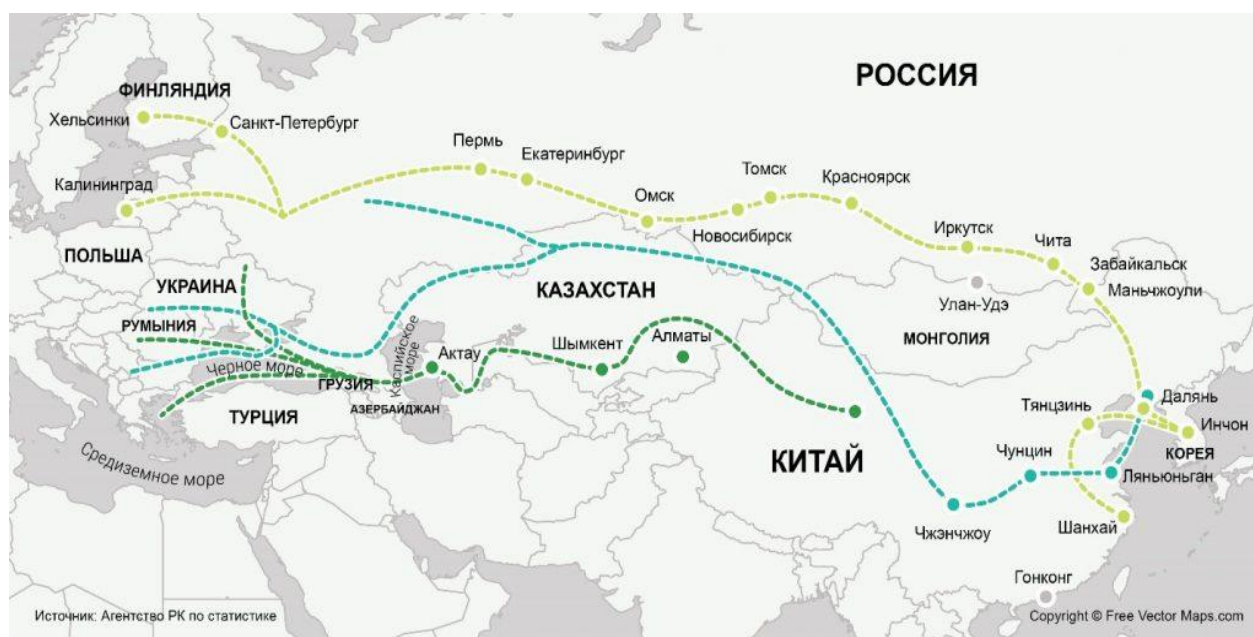 РОССИЯ
ФИНЛЯНДИЯ
Хельсинки
Санкт-Петербург
Пермь
Екатеринбург
Томск
Красноярск
Калининград
Омск
Новосибирск
Иркутск
Чита
Забайкальск
Маньчжоули
Улан-Удэ
ПОЛЬША
УКРАИНА
КАЗАХСТАН
РУМЫНИЯ
МОНГОЛИЯ
Каспийское
море
Актау
Шымкент
Алматы
Черное море
ГРУЗИЯ
АЗЕРБАЙДЖАН
ТУРЦИЯ
Далянь
Тянцзинь
Инчон
КОРЕЯ
КИТАЙ
Чунцин
Ляньюньган
Средиземное море
Чжэнчжоу
Шанхай
Гонконг
Источник: Агентство РК по статистике
Copyright © Free Vector Maps.com